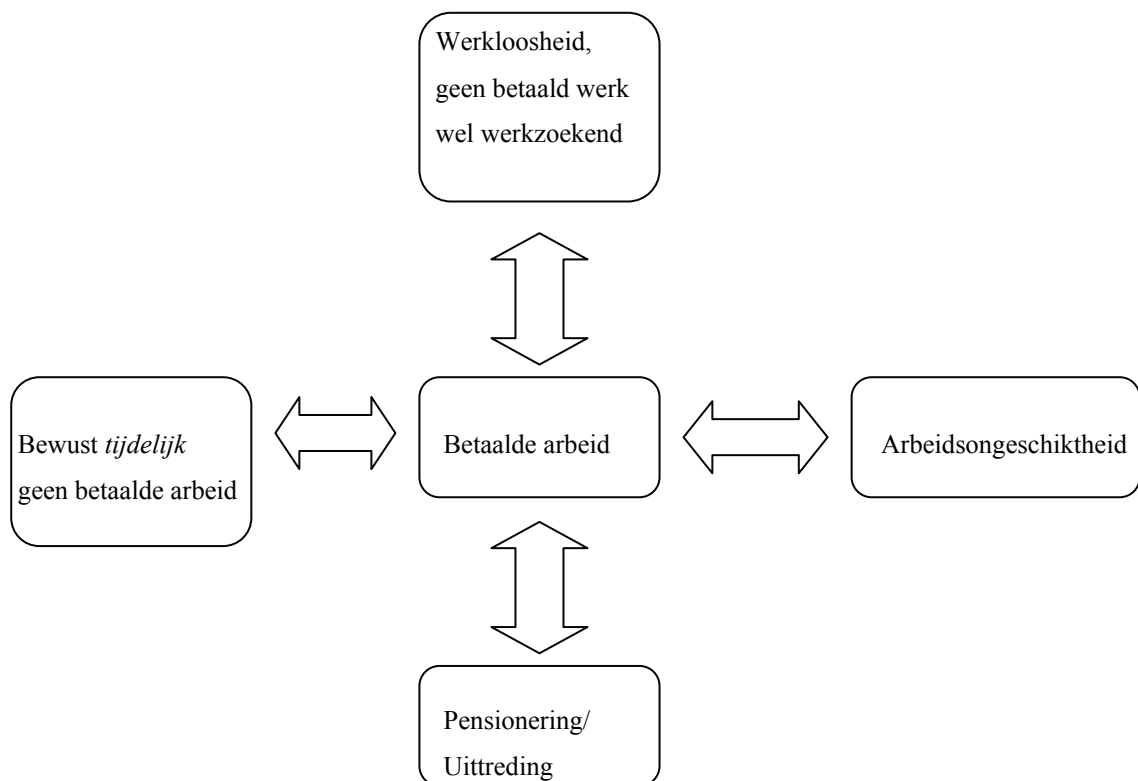 Werkloosheid,
geen betaald werk
wel werkzoekend
Bewust tijdelijk
geen betaalde arbeid
Betaalde arbeid
Arbeidsongeschiktheid
Pensionering/
Uittreding